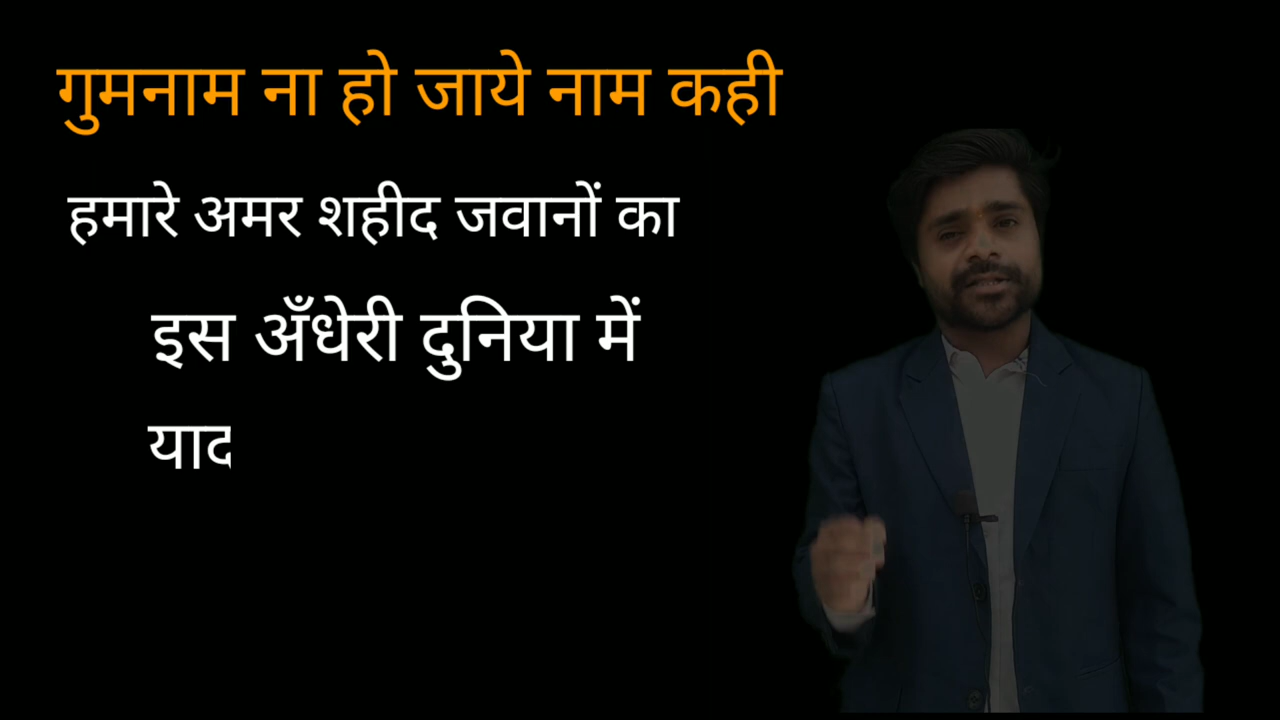 गुमनाम ना हो जाये नाम कही
हमारे अमर शहीद जवानों का
इस अँधेरी दुनिया में
याद